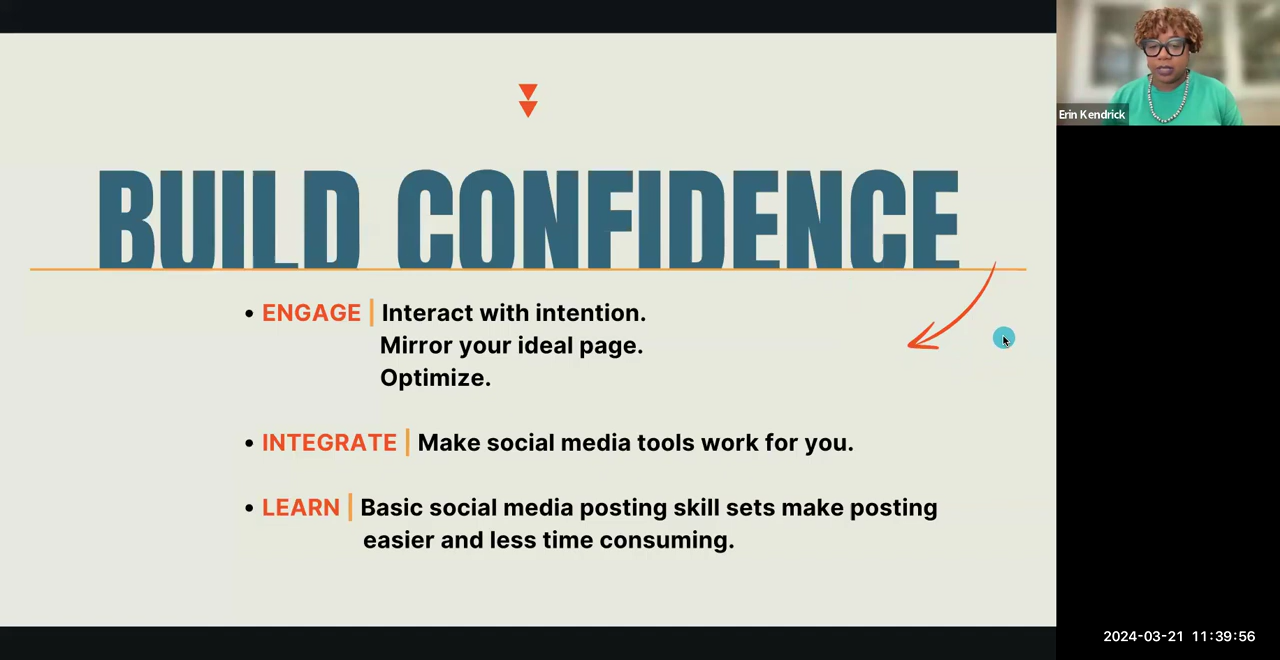 BUILD CONFIDENCE
• ENGAGE | Interact with intention.
Mirror your ideal page.
Optimize.
• INTEGRATE | Make social media tools work for you.
• LEARN | Basic social media posting skill sets make posting
easier and less time consuming.
Erin Kendrick
2024-03-21 11:39:56